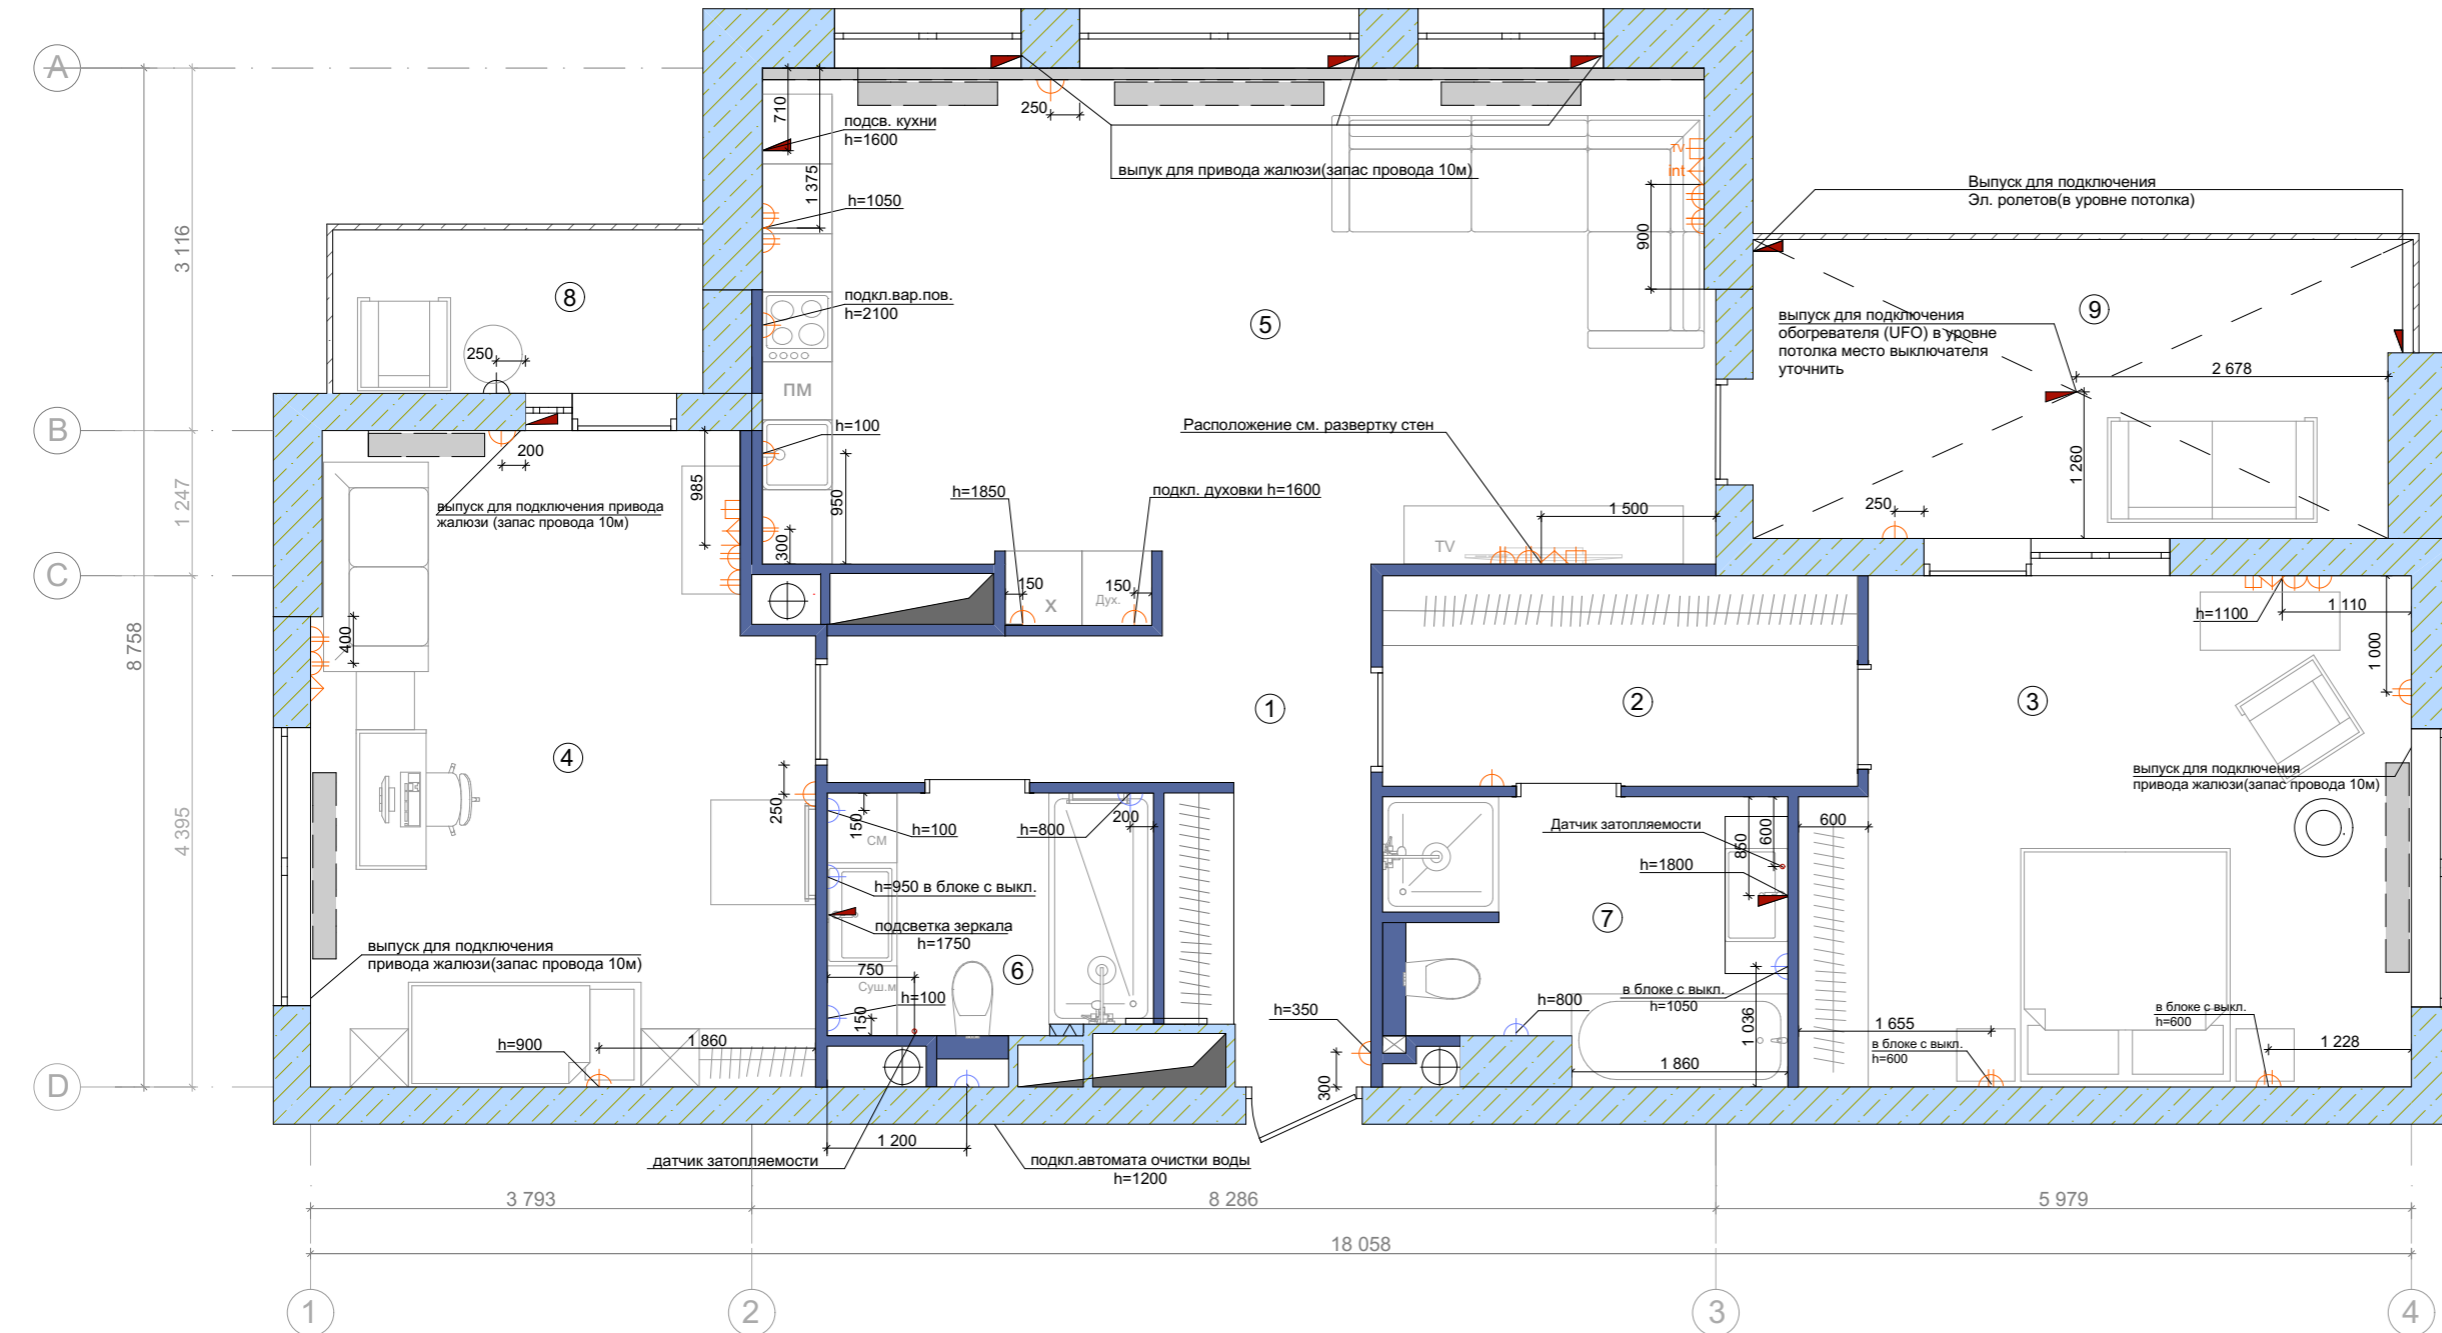 A
710
подсв. кухни
h=1600
250
TV
int
выпук для привода жалюзи(запас провода 10м)
1 375
h=1050
Выпуск для подключения
Эл. ролетов(в уровне потолка)
900
3 116
8
подкл.вар.пов.
h=2100
5
9
выпуск для подключения
обогревателя (UFO) в уровне
потолка место выключателя
уточнить
2 678
250
ПМ
B
h=100
Расположение см. развертку стен
200
985
950
1 260
выпуск для подключения привода
жалюзи (запас провода 10м)
h=1850
подкл. духовки h=1600
1 500
250
1 247
300
TV
C
150
X
150
Дух.
h=1100
1 110
400
8 758
1 000
1
2
3
4
250
выпуск для подключения
привода жалюзи(запас провода 10м)
4 395
150
СМ
h=100
h=800
200
Датчик затопляемости
850
600
600
h=1800
h=950 в блоке с выкл.
подсветка зеркала
h=1750
7
выпуск для подключения
привода жалюзи(запас провода 10м)
750
6
Суш.м
h=100
150
h=350
h=800
в блоке с выкл.
h=1050
1 036
1 655
в блоке с выкл.
h=600
в блоке с выкл.
h=600
1 228
h=900
1 860
1 860
300
D
1 200
датчик затопляемости
подкл.автомата очистки воды
h=1200
3 793
8 286
5 979
18 058
1
2
3
4